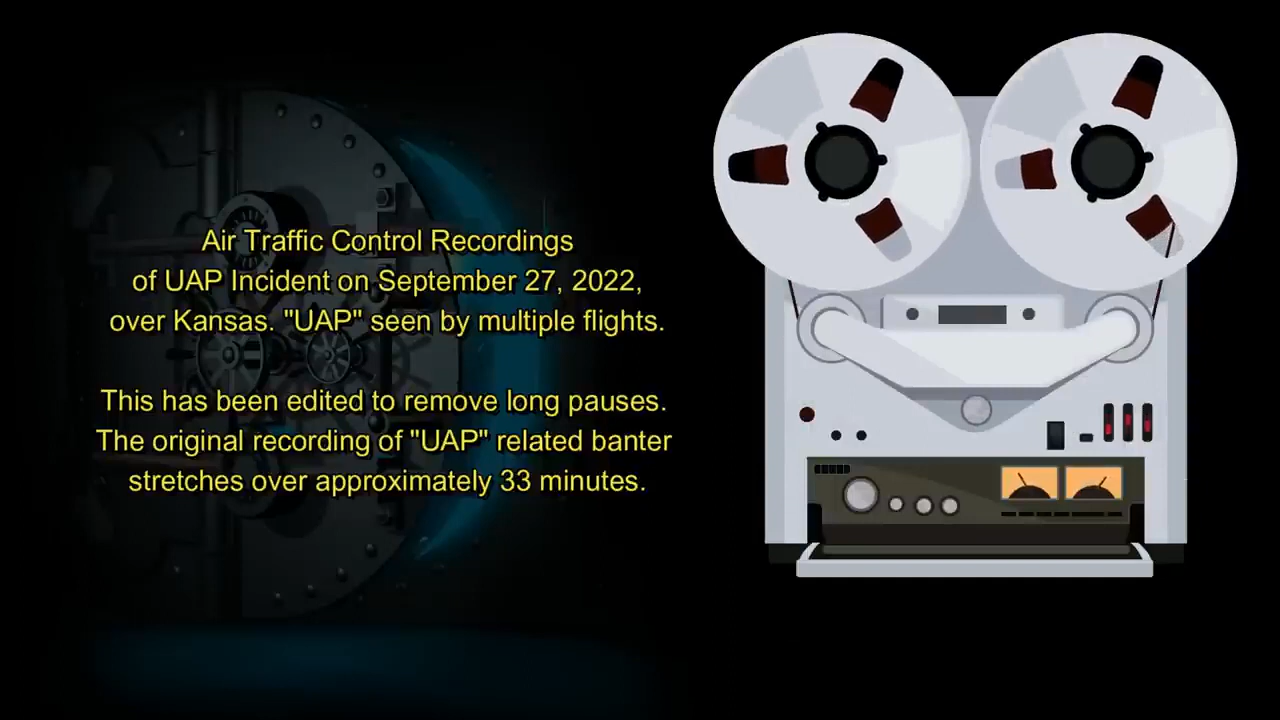 Air Traffic Control Recordings
of UAP Incident on September 27, 2022,
over Kansas. "UAP" seen by multiple flights.
This has been edited to remove long pauses.
The original recording of "UAP" related banter
stretches over approximately 33 minutes.